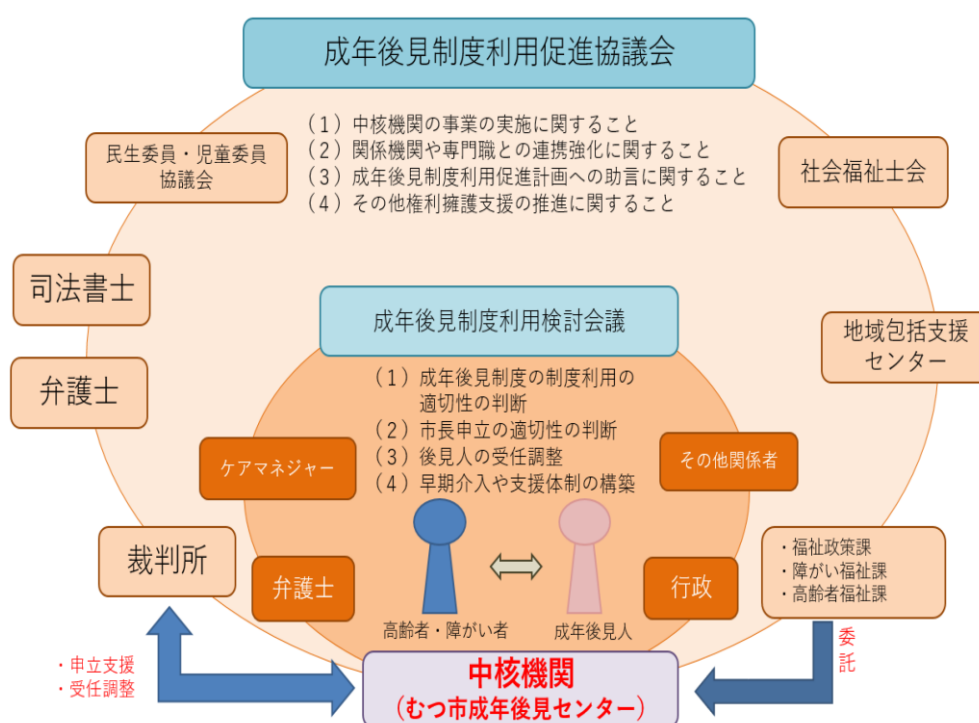 成年後見制度利用促進協議会
（1）中核機関の事業の実施に関すること
（2）関係機関や専門職との連携強化に関すること
（3）成年後見制度利用促進計画への助言に関すること
（4）その他権利擁護支援の推進に関すること
民生委員・児童委員
協議会
社会福祉士会
司法書士
弁護士
地域包括支援
センター
成年後見制度利用検討会議
（1）成年後見制度の制度利用の
適切性の判断
（2）市長申立の適切性の判断
（3）後見人の受任調整
（4）早期介入や支援体制の構築
ケアマネジャー
その他関係者
裁判所
弁護士
行政
・福祉政策課
・障がい福祉課
・高齢者福祉課
高齢者・障がい者
成年後見人
・申立支援
・受任調整
委託
中核機関
（むつ市成年後見センター）